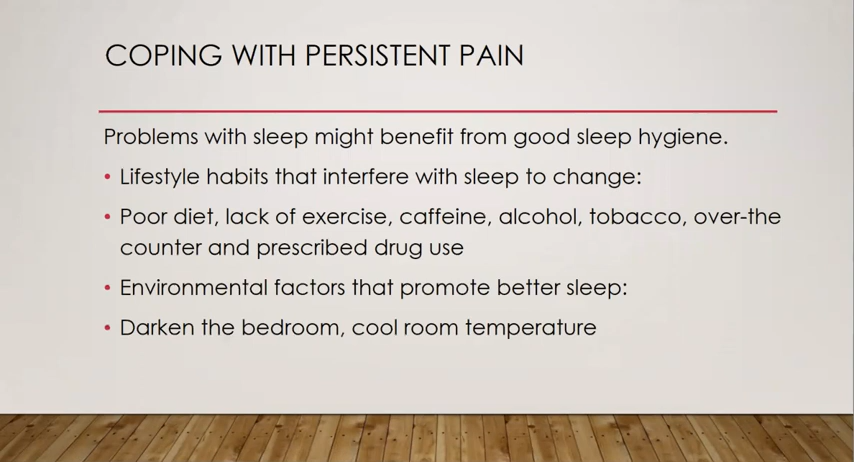 COPING WITH PERSISTENT PAIN
Problems with sleep might benefit from good sleep hygiene.
• Lifestyle habits that interfere with sleep to change:
• Poor diet, lack of exercise, caffeine, alcohol, tobacco, over-the
counter and prescribed drug use
• Environmental factors that promote better sleep:
• Darken the bedroom, cool room temperature